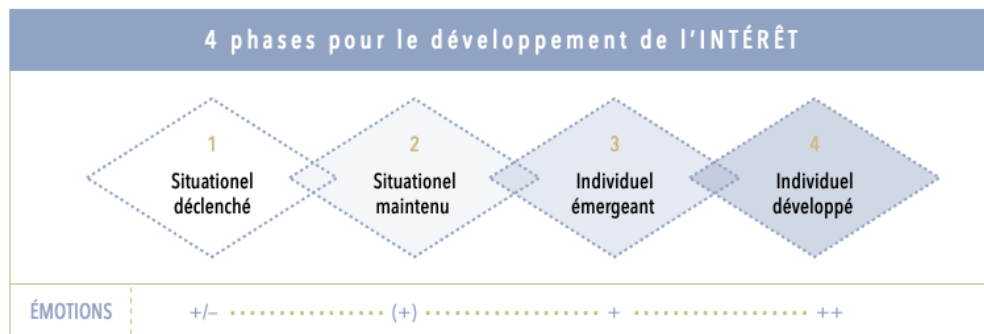 4 phases pour le développement de l'INTÉRÊT
1 2 3 4
Situationel Situationel Individuel Individuel
déclenché maintenu émergeant développé
ÉMOTIONS +/– (+) + ++